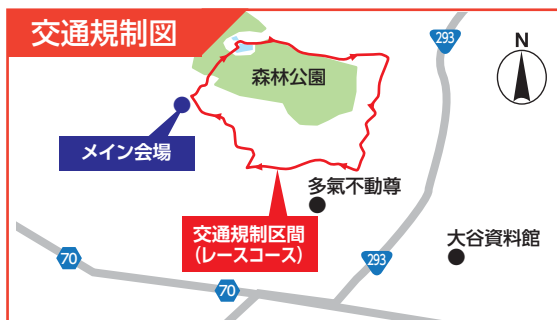 交通規制図
293
N
森林公園
メイン会場
多氣不動尊
交通規制区間
(レースコース)
大谷資料館
70
293
70